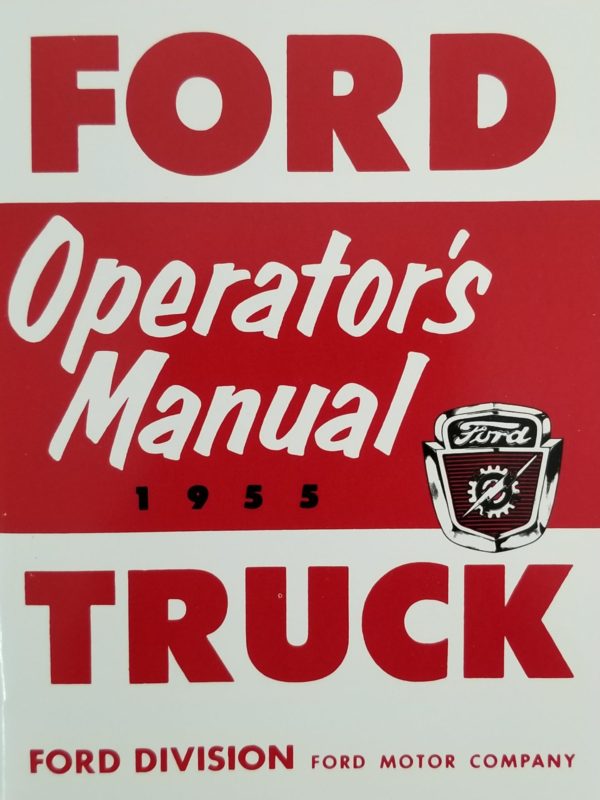 FORD
Operator's
Manual
1955
Ford
TRUCK
FORD DIVISION FORD MOTOR COMPANY